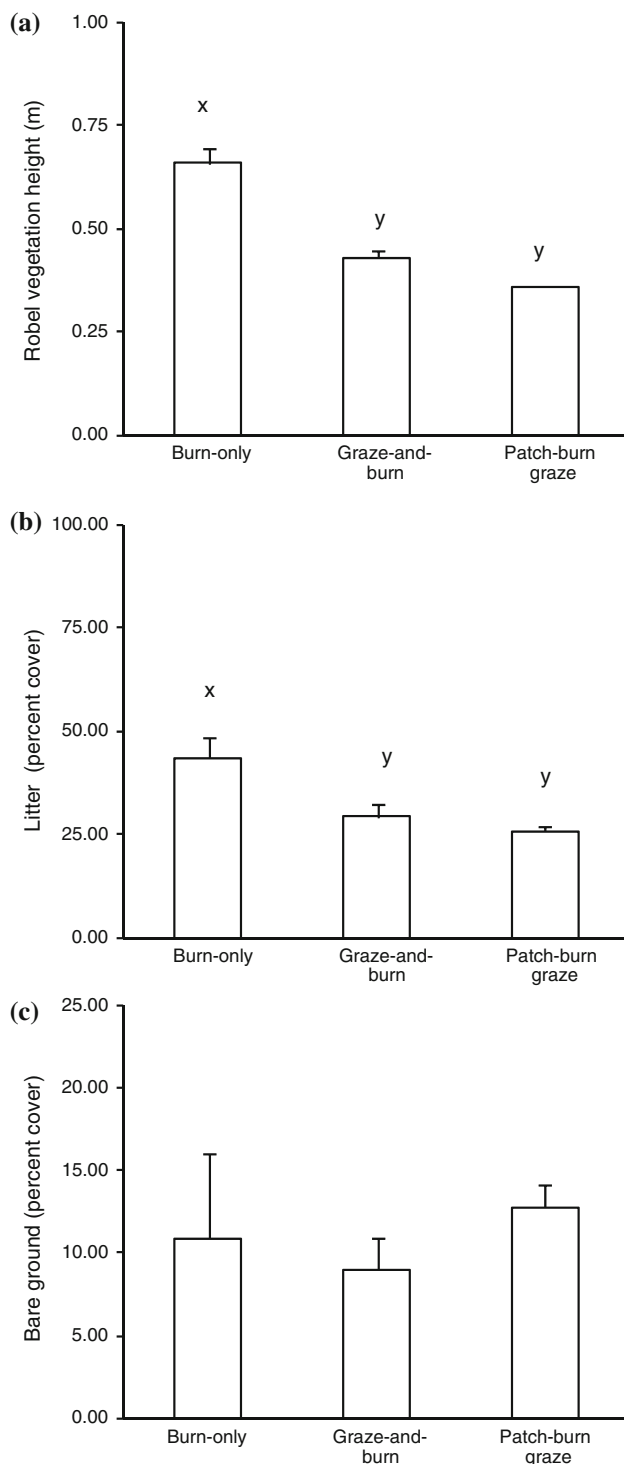 (a)
Robel vegetation height (m)
1.00
0.75
0.50
0.25
0.00
x
y
y
Burn-only
Graze-and-
burn
Patch-burn
graze
(b)
Litter (percent cover)
100.00
75.00
50.00
25.00
0.00
x
y
y
Burn-only
Graze-and-
burn
Patch-burn
graze
(c)
Bare ground (percent cover)
25.00
20.00
15.00
10.00
5.00
0.00
Burn-only
Graze-and-
burn
Patch-burn
graze